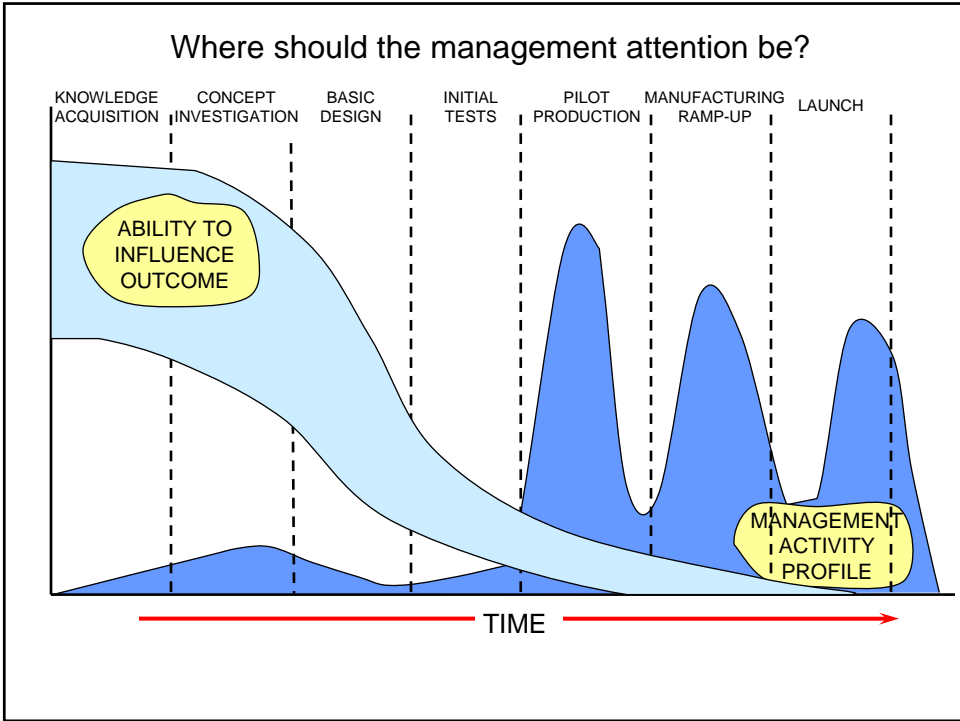 Where should the management attention be?
KNOWLEDGE
ACQUISITION
CONCEPT
INVESTIGATION
BASIC
DESIGN
INITIAL
TESTS
PILOT
PRODUCTION
MANUFACTURING
RAMP-UP
LAUNCH
ABILITY TO
INFLUENCE
OUTCOME
MANAGEMENT
ACTIVITY
PROFILE
TIME